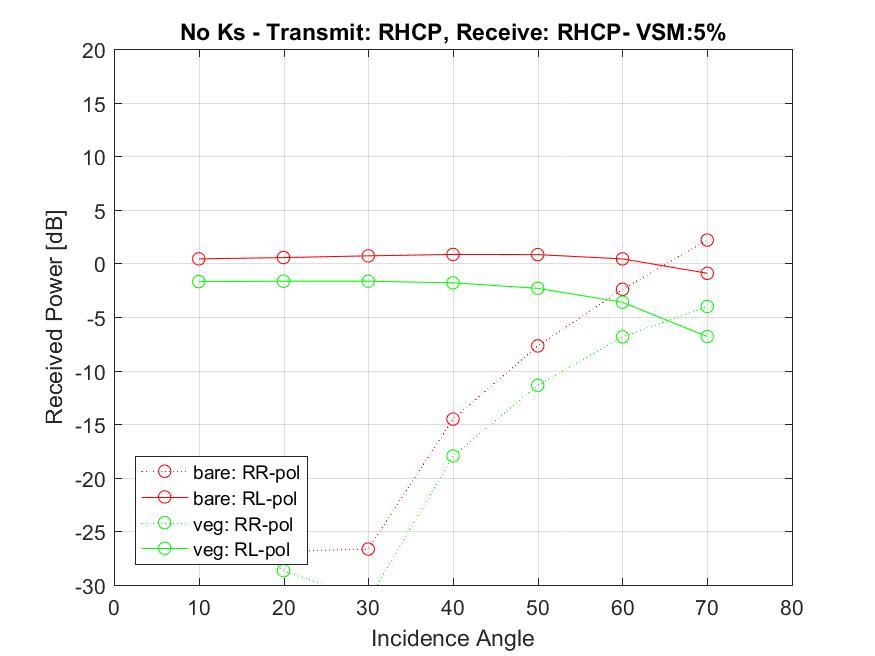 No Ks - Transmit: RHCP, Receive: RHCP- VSM:5%
20
15
10
5
0
-5
-10
-15
-20
-25
-30
Received Power [dB]
bare: RR-pol
bare: RL-pol
veg: RR-pol
veg: RL-pol
0 10 20 30 40 50 60 70 80
Incidence Angle